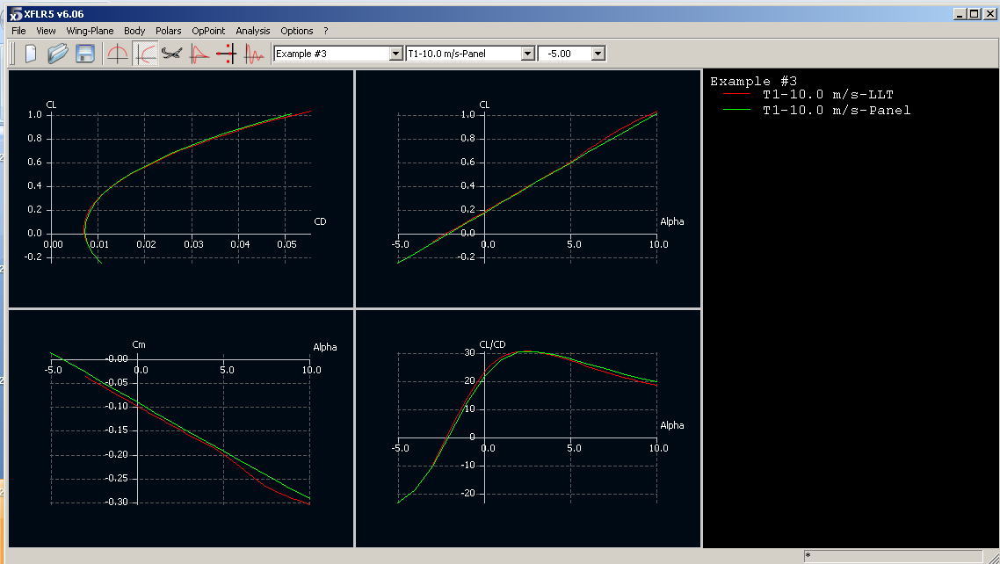 XFLR5 v6.06
File View Wing-Plane Body Polars OpPoint Analysis Options ?
Example #3 T1-10.0 m/s-Panel -5.00
CL
1.0
0.8
0.6
0.4
0.2
0.0
CD
0.00 0.01 0.02 0.03 0.04 0.05
-0.2
CL
1.0
0.8
0.6
0.4
0.2
0.0
Alpha
-5.0 0.0 5.0 10.0
-0.2
Example #3
T1-10.0 m/s-LLT
T1-10.0 m/s-Panel
Cm
Alpha
-0.00
-5.0 0.0 5.0 10.0
-0.05
-0.10
-0.15
-0.20
-0.25
-0.30
CL/CD
30
20
10
Alpha
0
-5.0 0.0 5.0 10.0
-10
-20
*